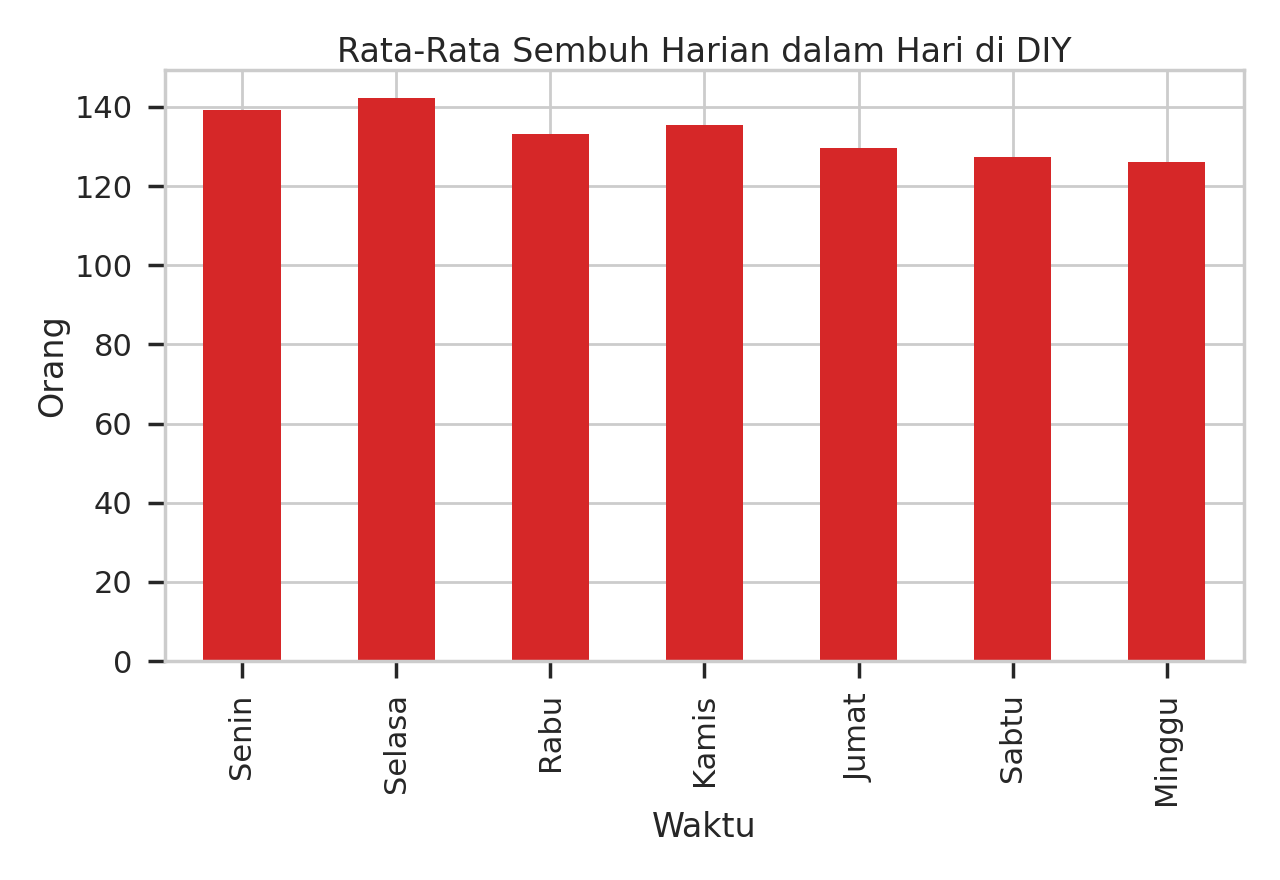 Rata-Rata Sembuh Harian dalam Hari di DIY
140
120
100
80
60
40
20
0
Orang
Senin
Selasa
Rabu
Kamis
Jumat
Sabtu
Minggu
Waktu